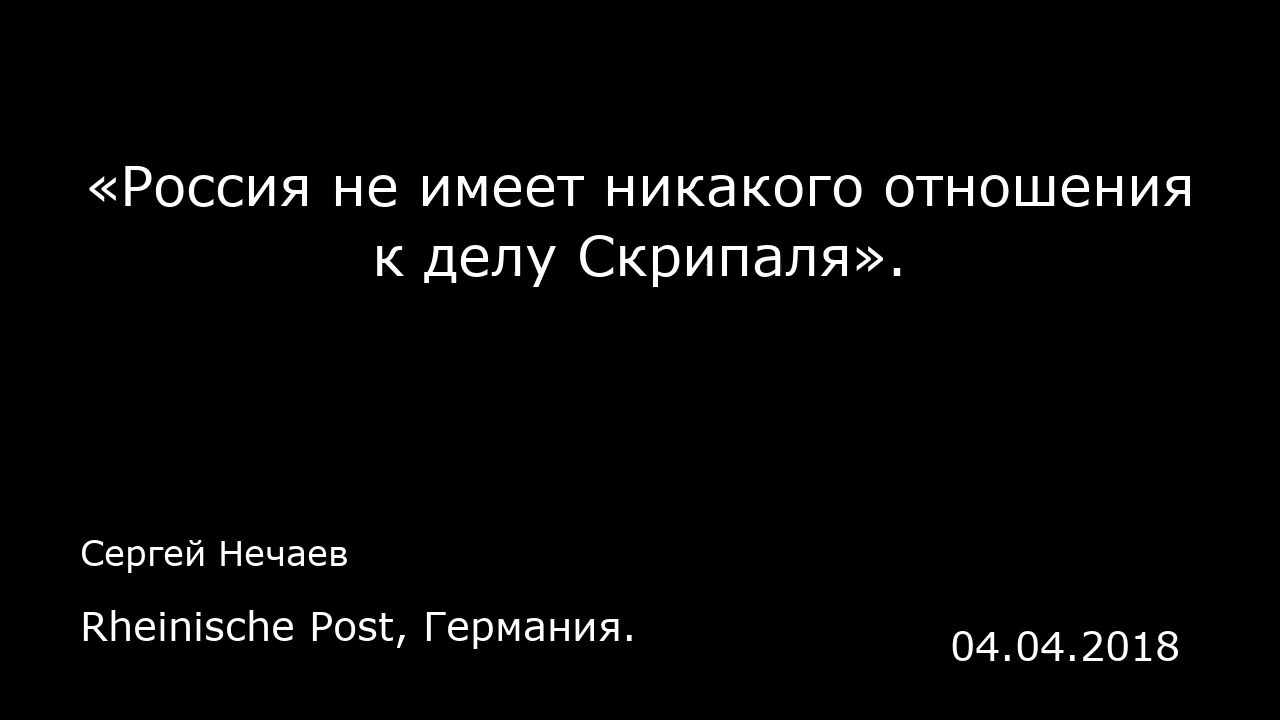 «Россия не имеет никакого отношения
к делу Скрипаля».
Сергей Нечаев
Rheinische Post, Германия.
04.04.2018